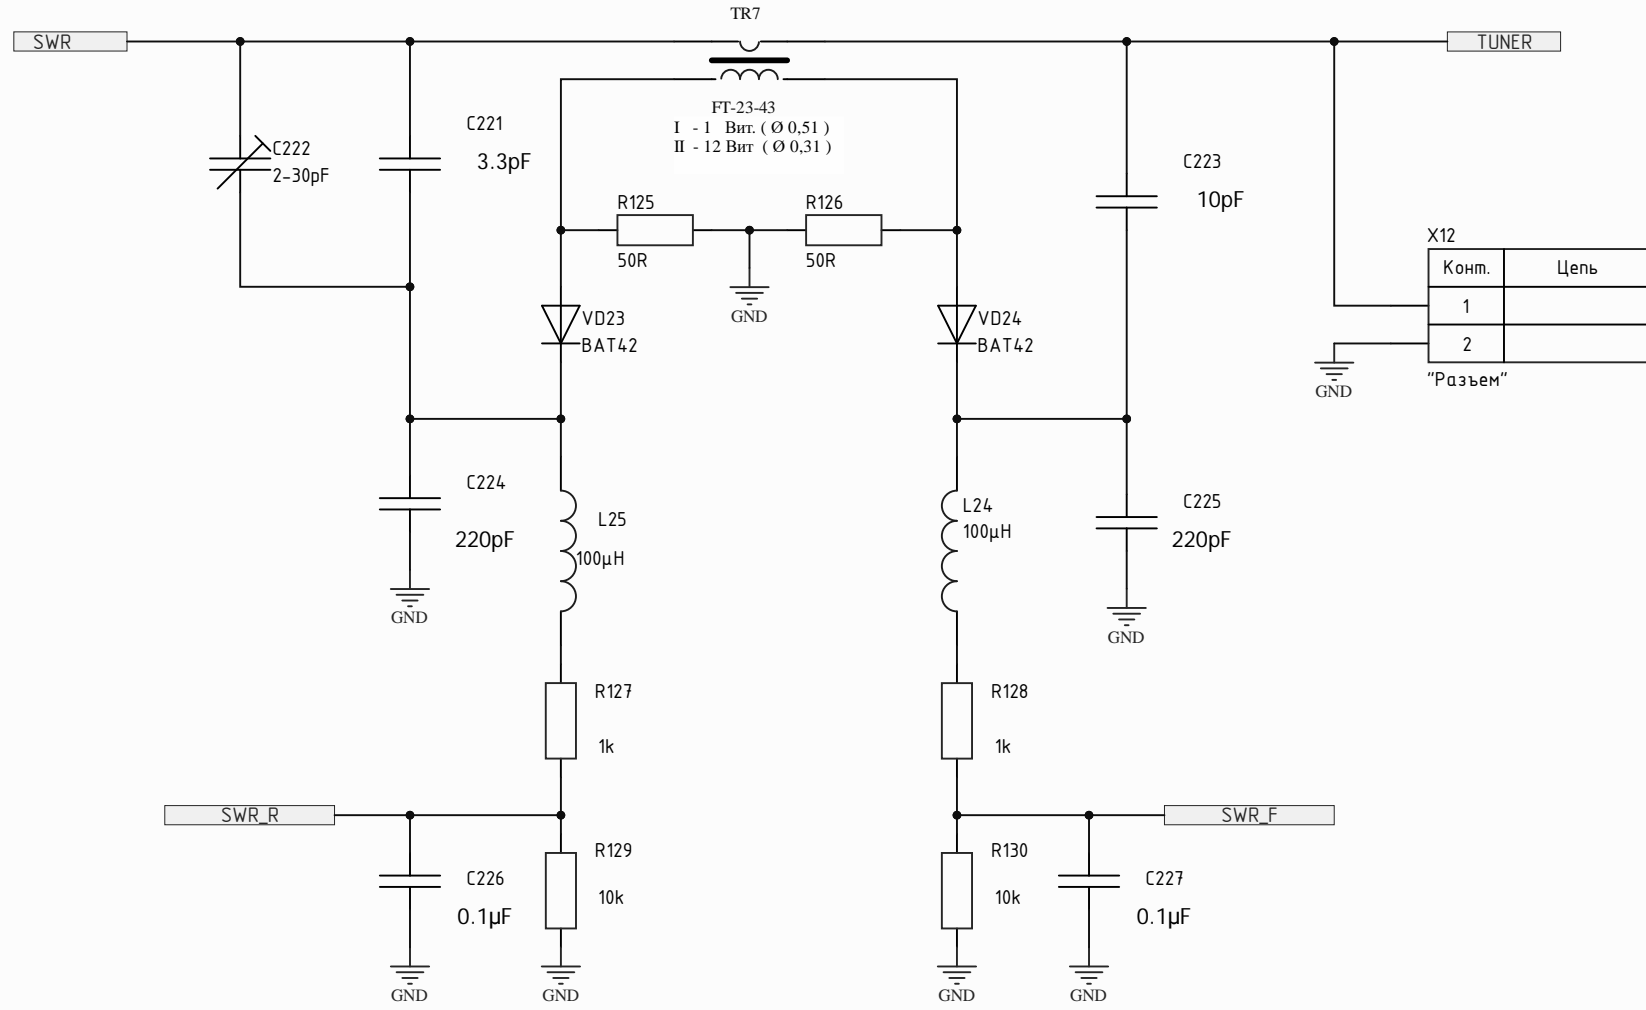 TR7
SWR
TUNER
FT-23-43
I - 1 Вит. ( Ø 0,51 )
II - 12 Вит ( Ø 0,31 )
C221
3.3pF
C222
2-30pF
C223
10pF
R125
50R
R126
50R
GND
X12
Конт.
Цепь
1
2
"Разъем"
GND
VD23
BAT42
VD24
BAT42
C224
220pF
GND
L25
100µH
L24
100µH
C225
220pF
GND
R127
1k
R128
1k
SWR_R
SWR_F
R129
10k
R130
10k
C226
0.1µF
C227
0.1µF
GND
GND
GND
GND